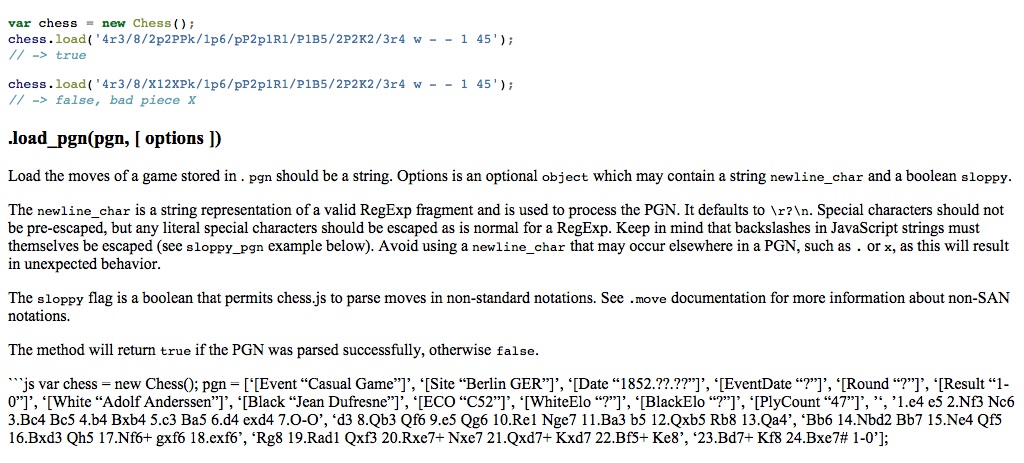 var chess = new Chess();
chess.load('4r3/8/2p2PPk/1p6/pP2p1R1/P1B5/2P2K2/3r4 w - - 1 45');
// -> true
chess.load('4r3/8/X12XPk/1p6/pP2p1R1/P1B5/2P2K2/3r4 w - - 1 45');
// -> false, bad piece X
.load_pgn(pgn, [ options ])
Load the moves of a game stored in . pgn should be a string. Options is an optional object which may contain a string newline_char and a boolean sloppy.
The newline_char is a string representation of a valid RegExp fragment and is used to process the PGN. It defaults to \r?\n. Special characters should not
be pre-escaped, but any literal special characters should be escaped as is normal for a RegExp. Keep in mind that backslashes in JavaScript strings must
themselves be escaped (see sloppy_pgn example below). Avoid using a newline_char that may occur elsewhere in a PGN, such as . or x, as this will result
in unexpected behavior.
The sloppy flag is a boolean that permits chess.js to parse moves in non-standard notations. See .move documentation for more information about non-SAN
notations.
The method will return true if the PGN was parsed successfully, otherwise false.
```js var chess = new Chess(); pgn = [‘[Event “Casual Game”]’, ‘[Site “Berlin GER”]’, ‘[Date “1852.??.??”]’, ‘[EventDate “?”]’, ‘[Round “?”]’, ‘[Result “1-
0”]’, ‘[White “Adolf Anderssen”]’, ‘[Black “Jean Dufresne”]’, ‘[ECO “C52”]’, ‘[WhiteElo “?”]’, ‘[BlackElo “?”]’, ‘[PlyCount “47”]’, ‘‘, ‘1.e4 e5 2.Nf3 Nc6
3.Bc4 Bc5 4.b4 Bxb4 5.c3 Ba5 6.d4 exd4 7.O-O’, ‘d3 8.Qb3 Qf6 9.e5 Qg6 10.Re1 Nge7 11.Ba3 b5 12.Qxb5 Rb8 13.Qa4’, ‘Bb6 14.Nbd2 Bb7 15.Ne4 Qf5
16.Bxd3 Qh5 17.Nf6+ gxf6 18.exf6’, ‘Rg8 19.Rad1 Qxf3 20.Rxe7+ Nxe7 21.Qxd7+ Kxd7 22.Bf5+ Ke8’, ‘23.Bd7+ Kf8 24.Bxe7# 1-0’];